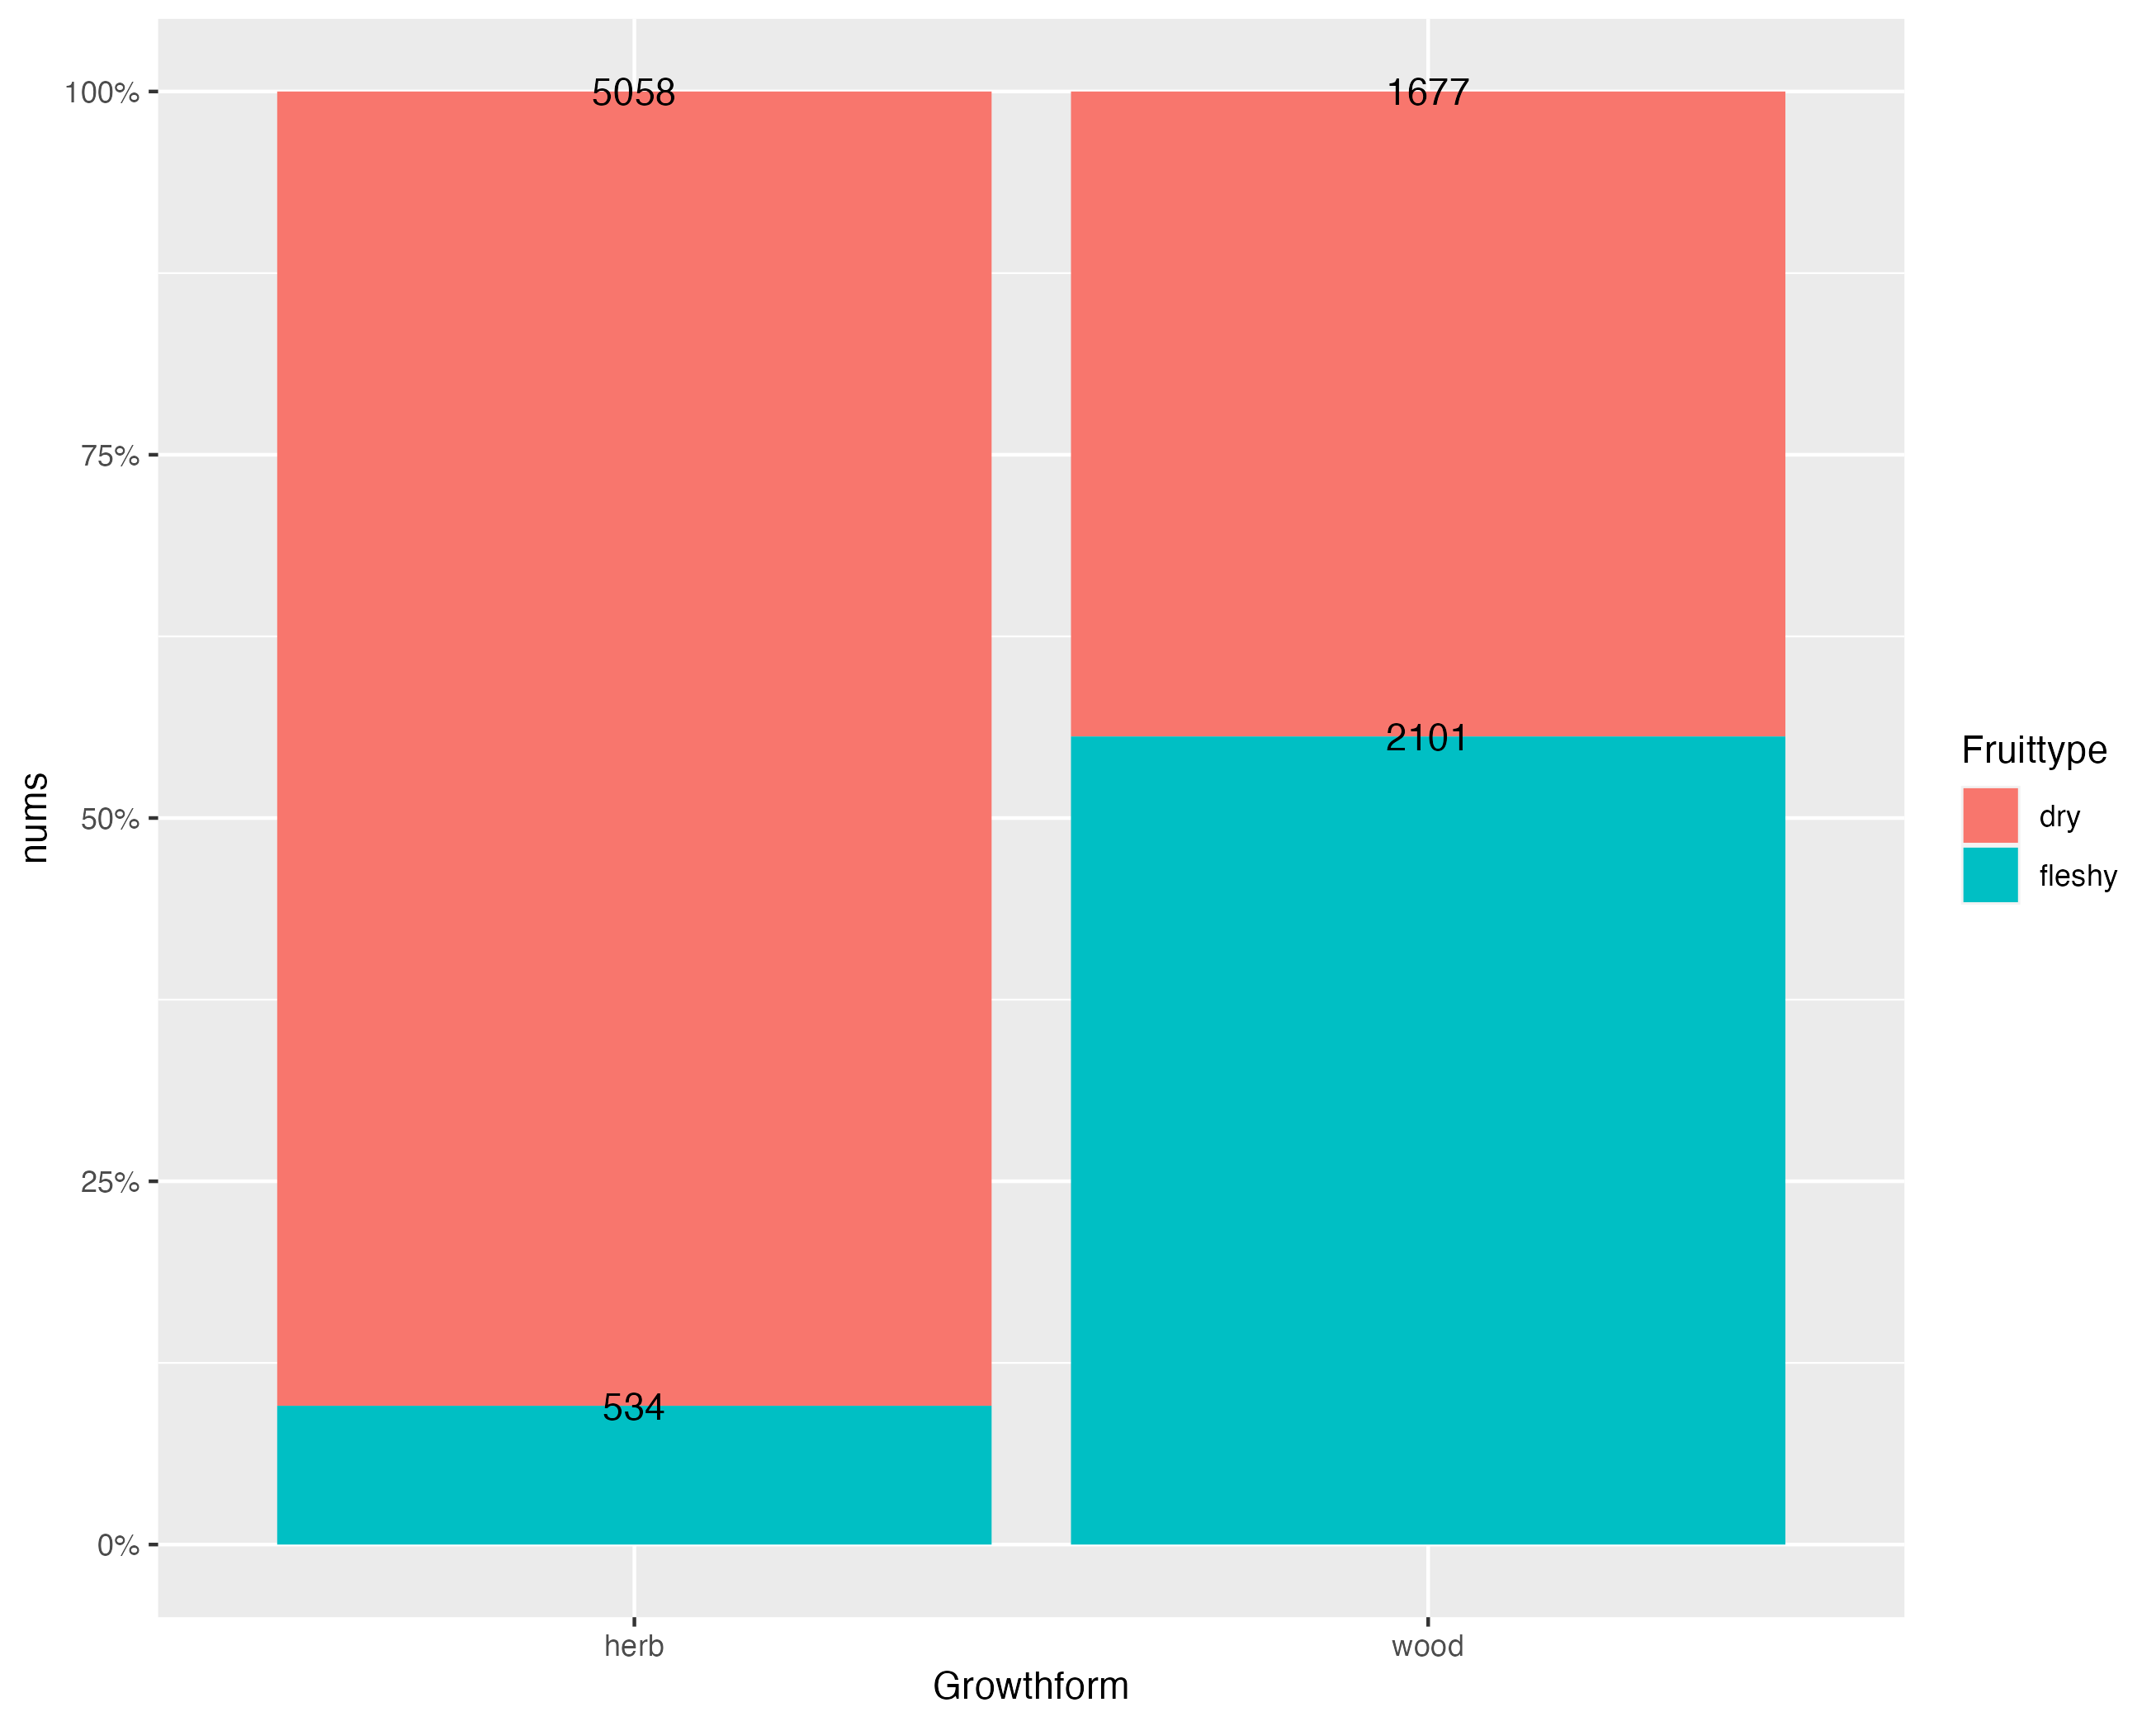 5058
1677
100%
75%
2101
Fruittype
dry
fleshy
nums
50%
25%
534
0%
herb
wood
Growthform